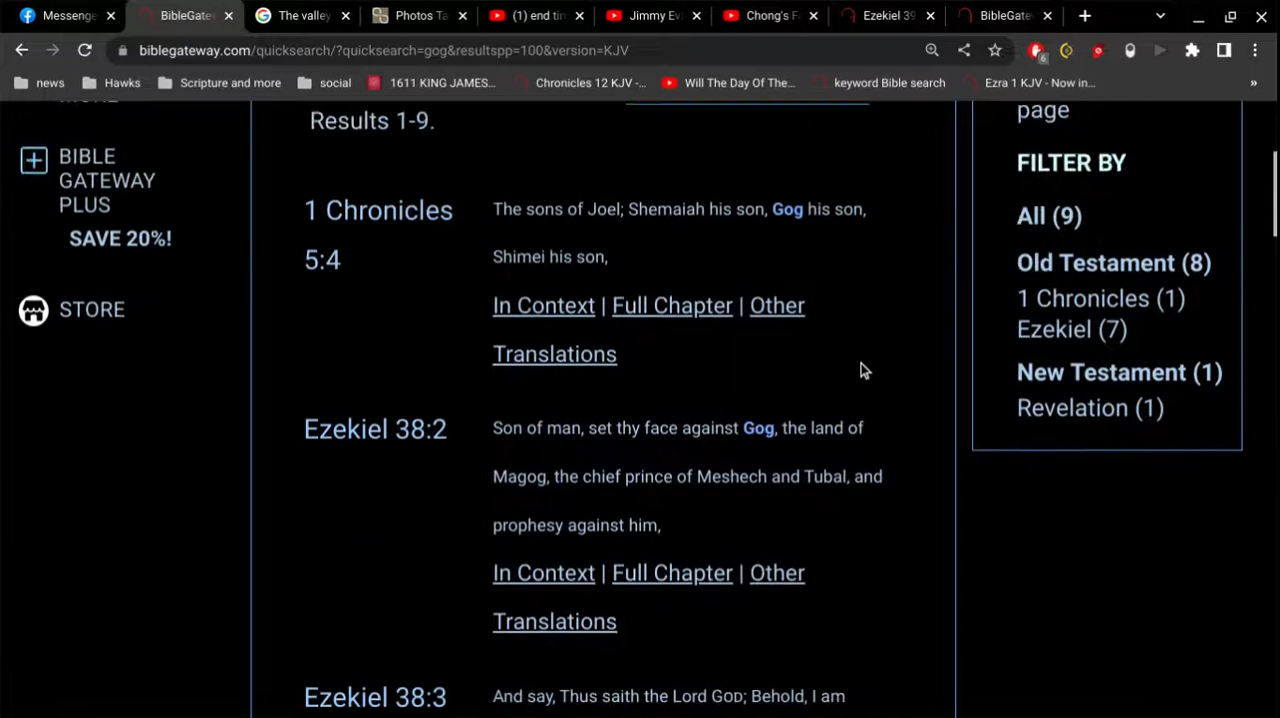 Messenge
BibleGate
The valley
Photos Ta
(1) end tim
Jimmy Eva
Chong's Fa
Ezekiel 39
BibleGate
biblegateway.com/quicksearch/?quicksearch=gog&resultspp=100&version=KJV
6
news
Hawks
Scripture and more
social
1611 KING JAMES...
Chronicles 12 KJV -...
Will The Day Of The...
keyword Bible search
Ezra 1 KJV - Now in...
»
BIBLE
GATEWAY
PLUS
SAVE 20%!
STORE
Results 1-9.
1 Chronicles
5:4
The sons of Joel; Shemaiah his son, Gog his son,
Shimei his son,
In Context | Full Chapter | Other
Translations
Ezekiel 38:2
Son of man, set thy face against Gog, the land of
Magog, the chief prince of Meshech and Tubal, and
prophesy against him,
In Context | Full Chapter | Other
Translations
Ezekiel 38:3
And say, Thus saith the Lord GOD; Behold, I am
page
FILTER BY
All (9)
Old Testament (8)
1 Chronicles (1)
Ezekiel (7)
New Testament (1)
Revelation (1)